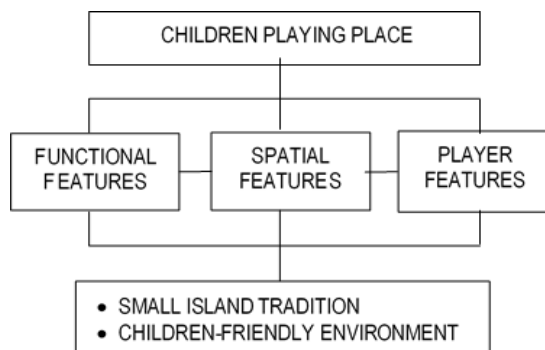 CHILDREN PLAYING PLACE
FUNCTIONAL
FEATURES
SPATIAL
FEATURES
PLAYER
FEATURES
• SMALL ISLAND TRADITION
• CHILDREN-FRIENDLY ENVIRONMENT